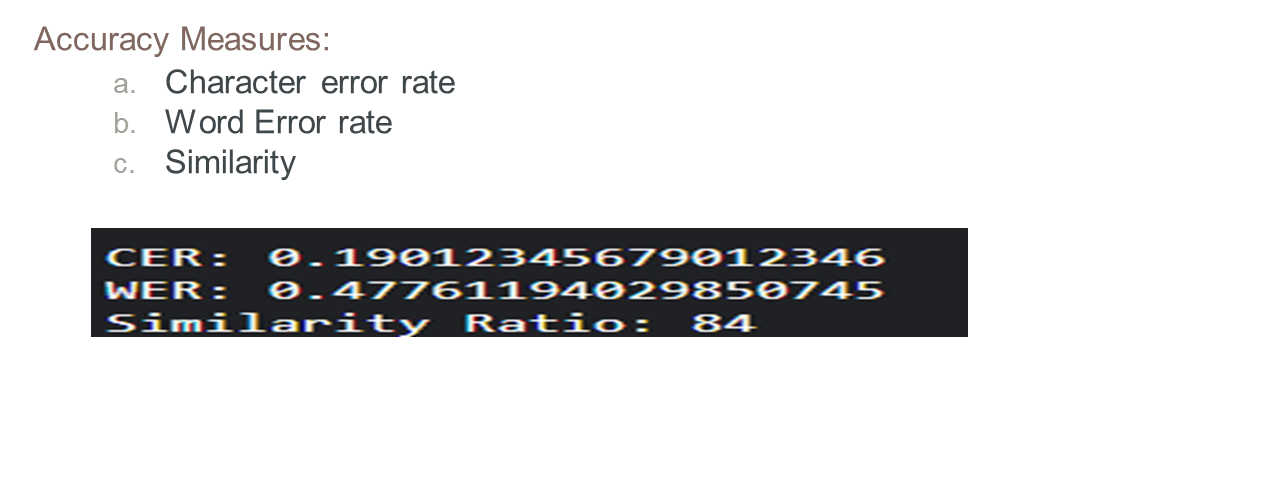 Accuracy Measures:
a. Character error rate
b. Word Error rate
c. Similarity
CER: 0.19012345679012346
WER: 0.47761194029850745
Similarity Ratio: 84